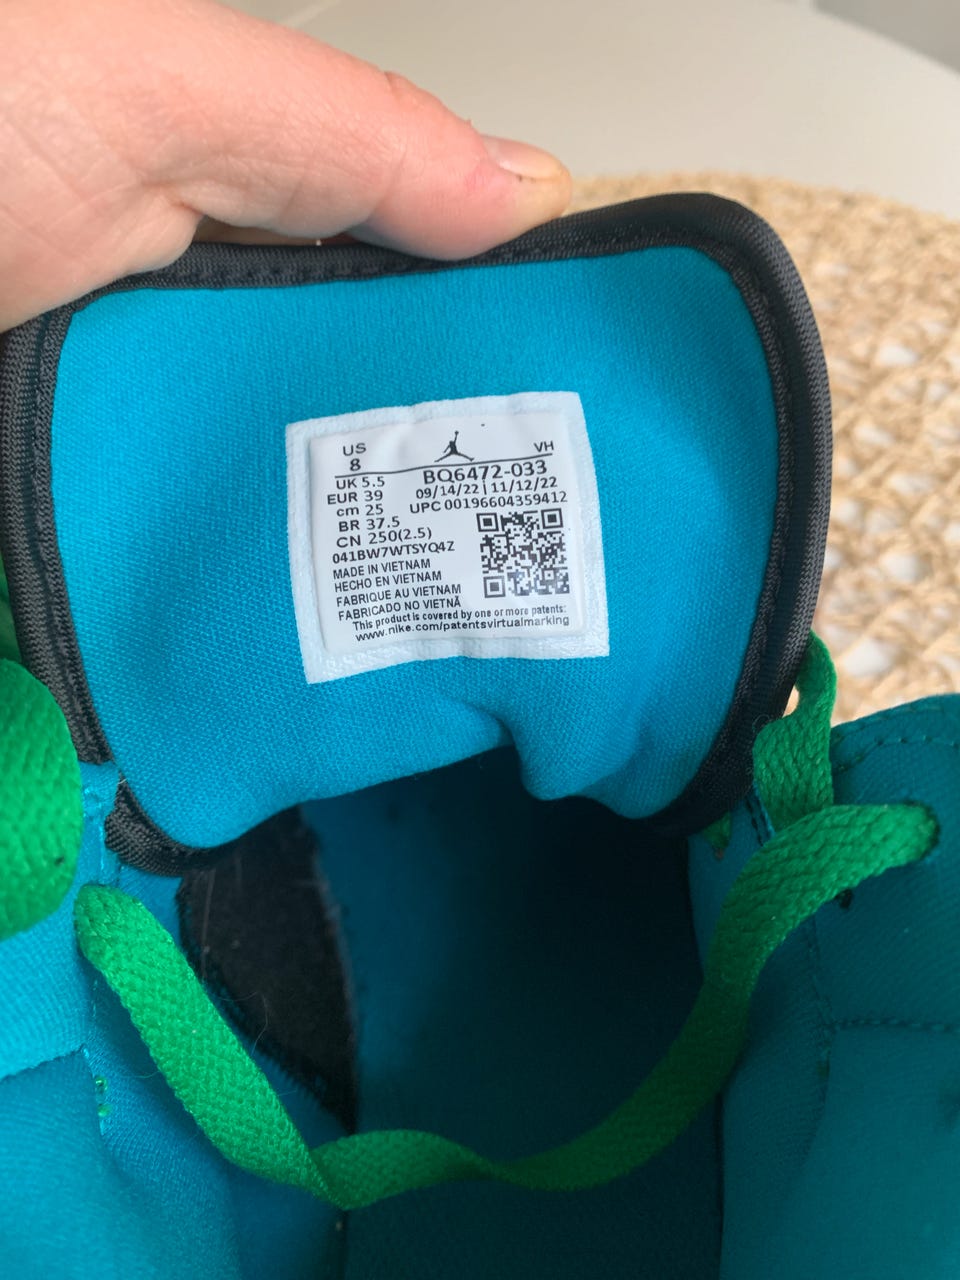 US
8
VH
UK 5.5
BQ6472-033
EUR 39
09/14/22 | 11/12/22
cm 25
UPC 00196604359412
BR 37.5
CN 250(2.5)
041BW7WTSYQ4Z
MADE IN VIETNAM
HECHO EN VIETNAM
FABRIQUE AU VIETNAM
FABRICADO NO VIETNÃ
This product is covered by one or more patents:
www.nike.com/patentsvirtualmarking